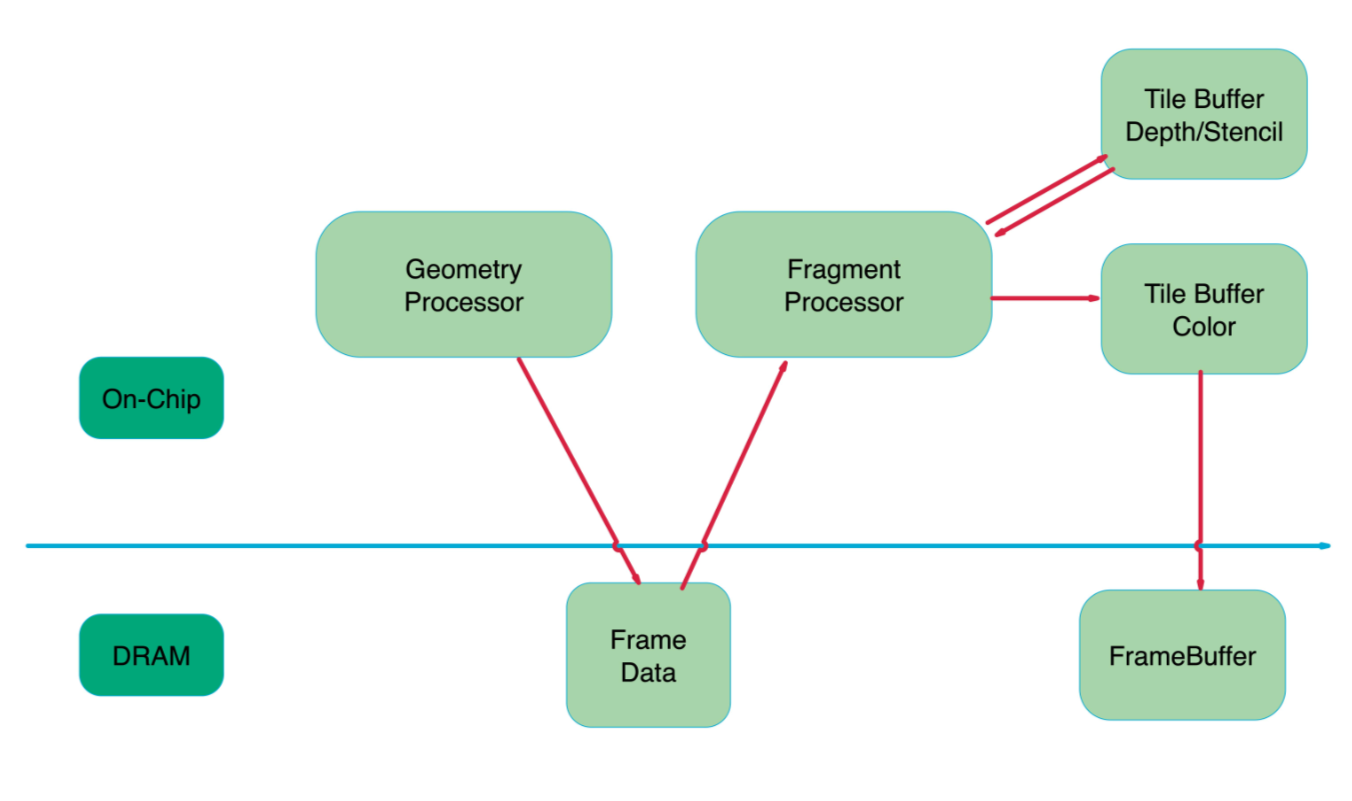 Tile Buffer
Depth/Stencil
Geometry
Processor
Fragment
Processor
Tile Buffer
Color
On-Chip
DRAM
Frame
Data
FrameBuffer